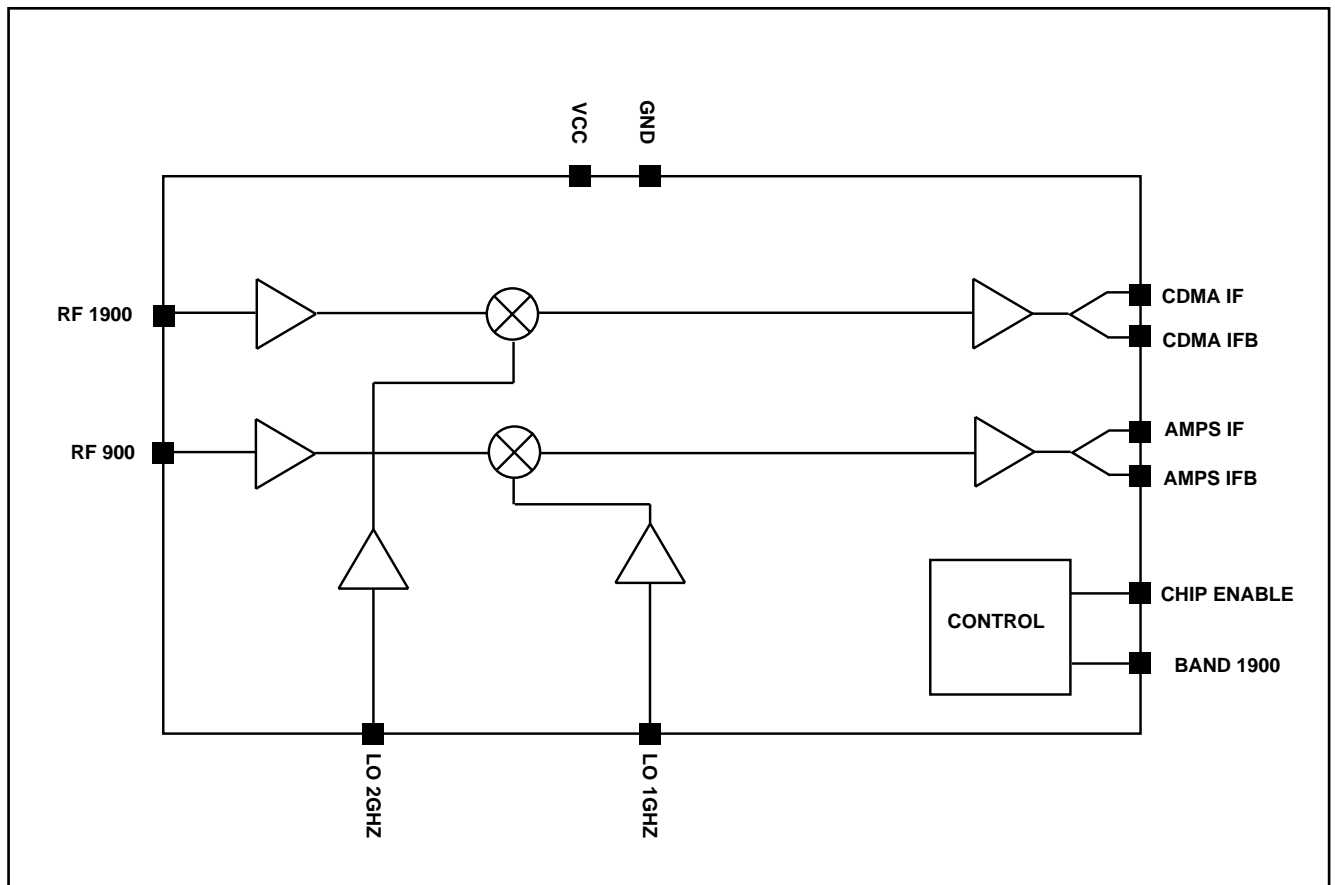 VCC
GND
RF 1900
CDMA IF
CDMA IFB
RF 900
AMPS IF
AMPS IFB
CHIP ENABLE
CONTROL
BAND 1900
LO 2GHZ
LO 1GHZ